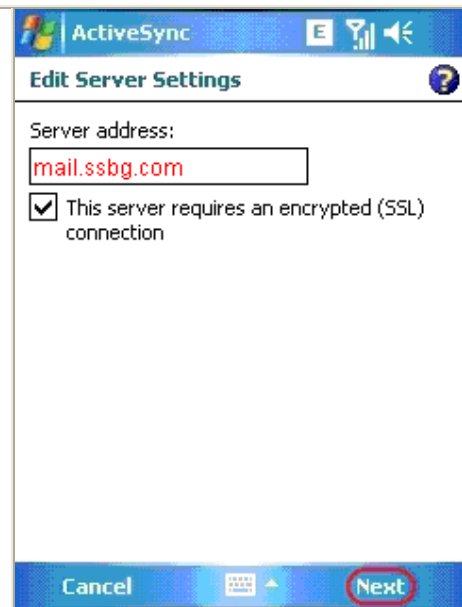 ActiveSync E
Edit Server Settings ?
Server address:
mail.ssbg.com
This server requires an encrypted (SSL)
connection
Cancel Next